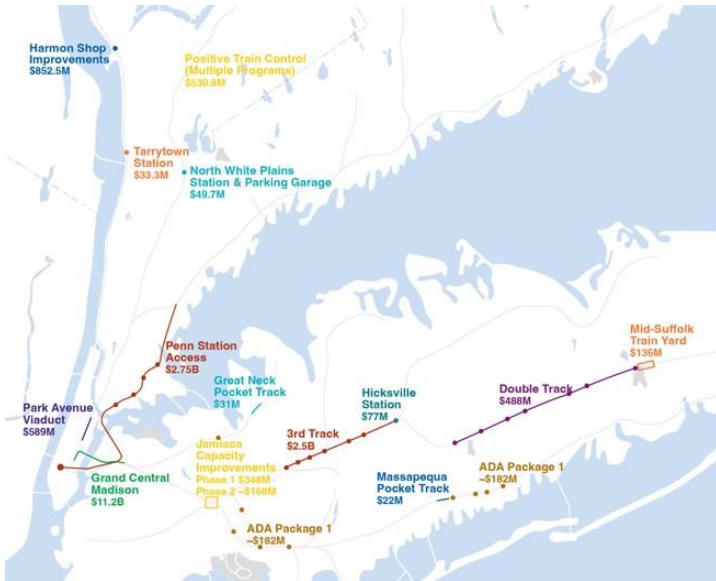 Harmon Shop
Improvements
$852.5M
Positive Train Control
(Multiple Programs)
$530.8M
Tarrytown
Station
$33.3M
North White Plains
Station & Parking Garage
$49.7M
Penn Station
Access
$2.75B
Great Neck
Pocket Track
$31M
Mid-Suffolk
Train Yard
$136M
Park Avenue
Viaduct
$589M
Hicksville
Station
$77M
Double Track
$488M
Jamiaca
Capacity
Improvements
Phase 1 $348M
Phase 2 ~$168M
3rd Track
$2.5B
Grand Central
Madison
$11.2B
Massapequa
Pocket Track
$22M
ADA Package 1
~$182M
ADA Package 1
~$182M